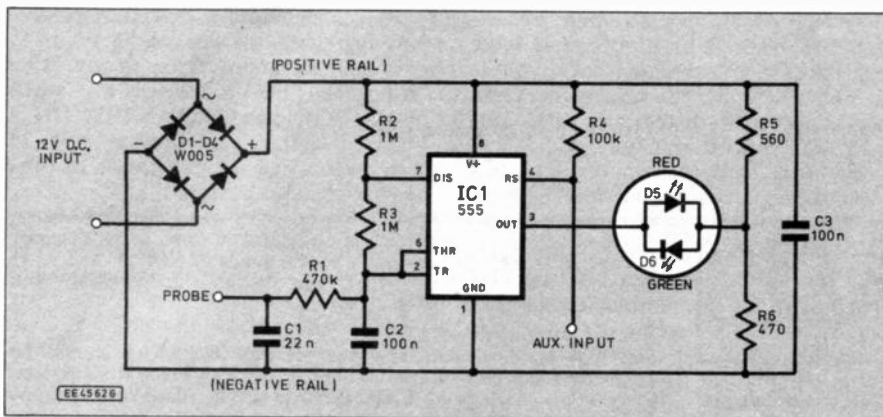 (POSITIVE RAIL)
12V D.C.
INPUT
~
D1-D4
W005
-
+
~
R2
1M
R3
1M
R1
470k
PROBE
C1
22n
C2
100n
(NEGATIVE RAIL)
8
V+
7
DIS
IC1
555
RS
4
OUT
3
6
THR
2
TR
GND
1
R4
100k
AUX. INPUT
RED
D5
D6
GREEN
R5
560
R6
470
C3
100n
EE4562G